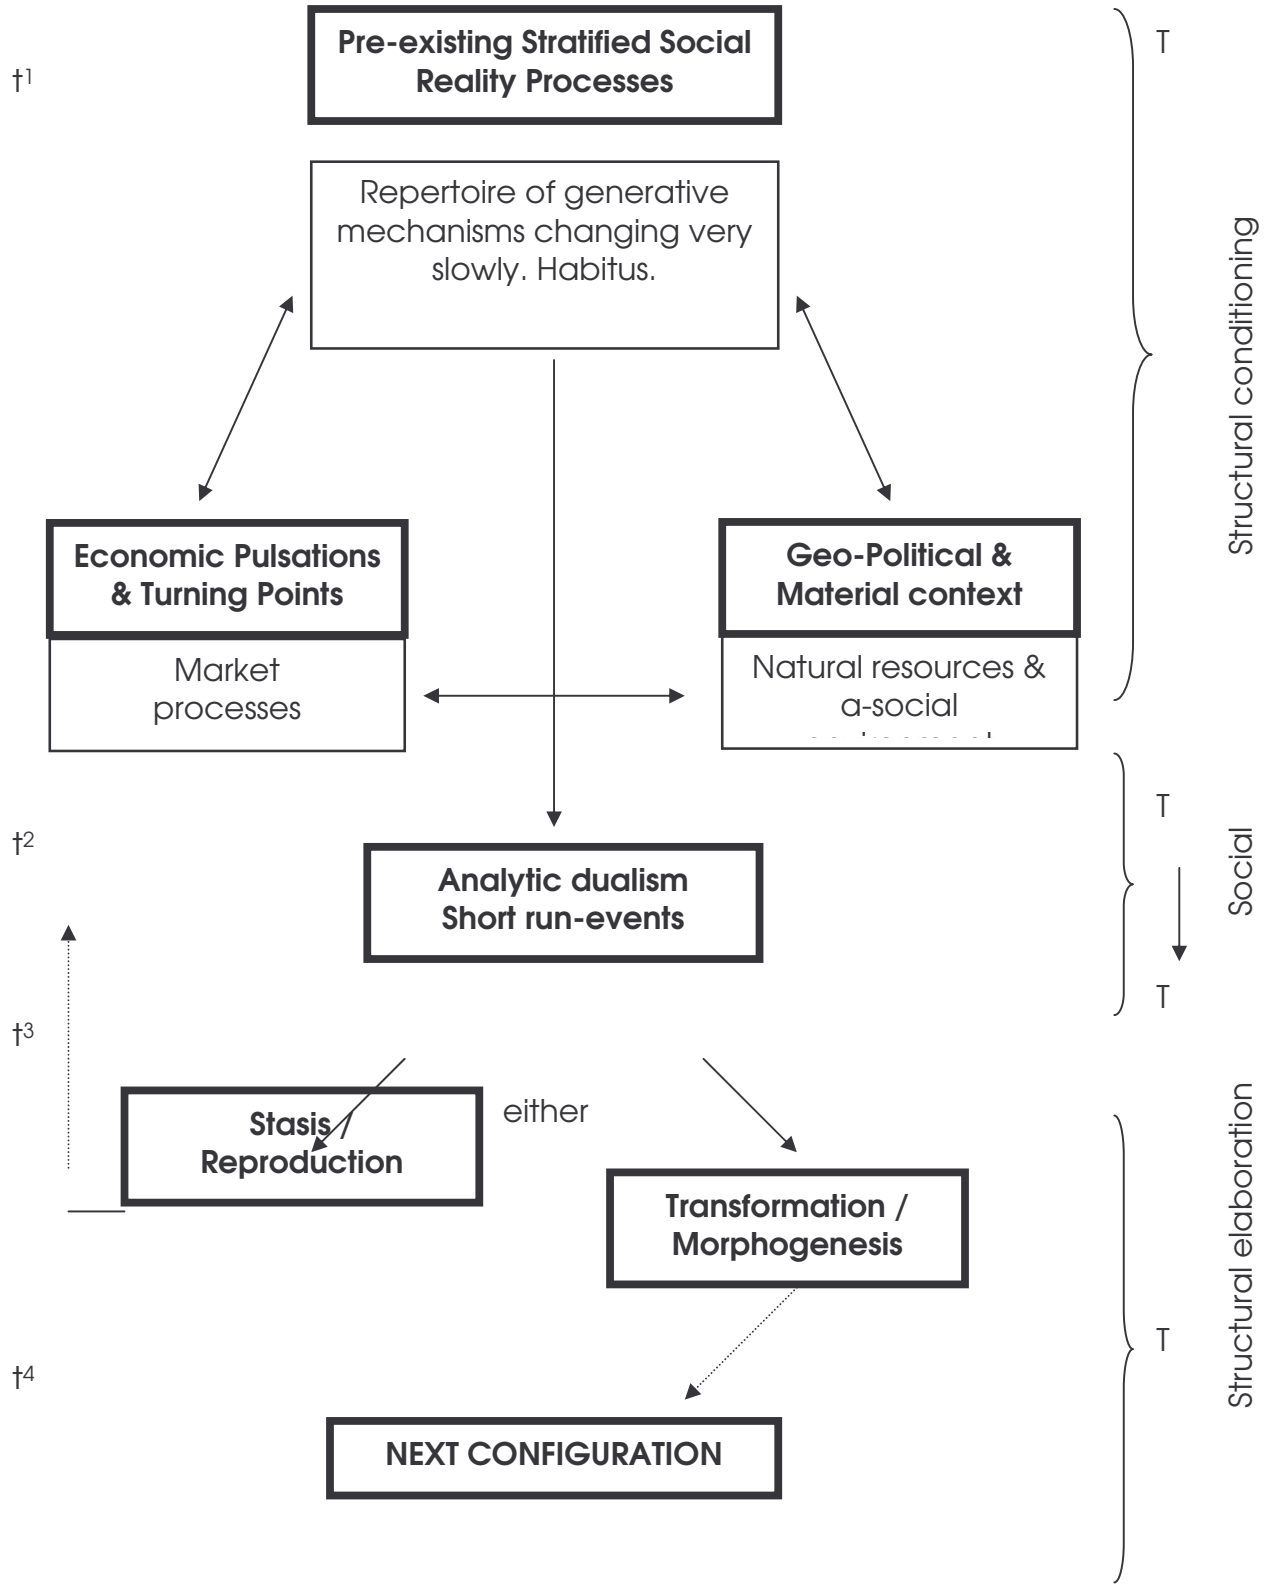 Pre-existing Stratified Social
Reality Processes
T
t1
Repertoire of generative
mechanisms changing very
slowly. Habitus.
Structural conditioning
Economic Pulsations
& Turning Points
Geo-Political &
Material context
Market
processes
Natural resources &
a-social
T
t2
Social
Analytic dualism
Short run-events
T
t3
either
Stasis /
Reproduction
Structural elaboration
Transformation /
Morphogenesis
T
t4
NEXT CONFIGURATION